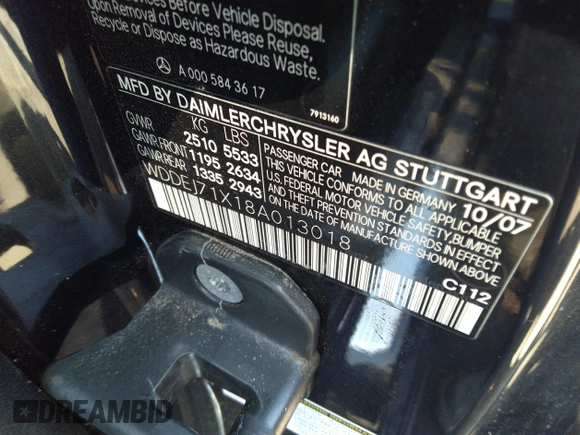 Devices Before Vehicle Disposal.
Upon Removal of Devices Please Reuse,
Recycle or Dispose as Hazardous Waste.
A 000 584 36 17
7913160
MFD BY DAIMLERCHRYSLER AG STUTTGART
KG LBS
GVWR 2510 5533
GAWR FRONT 1195 2634
GAWR REAR 1335 2943
PASSENGER CAR MADE IN GERMANY 10/07
THIS VEHICLE CONFORMS TO ALL APPLICABLE
U.S. FEDERAL MOTOR VEHICLE SAFETY,BUMPER
AND THEFT PREVENTION STANDARDS IN EFFECT
ON THE DATE OF MANUFACTURE SHOWN ABOVE
WDDEJ71X18A013018
C112
DREAMBID